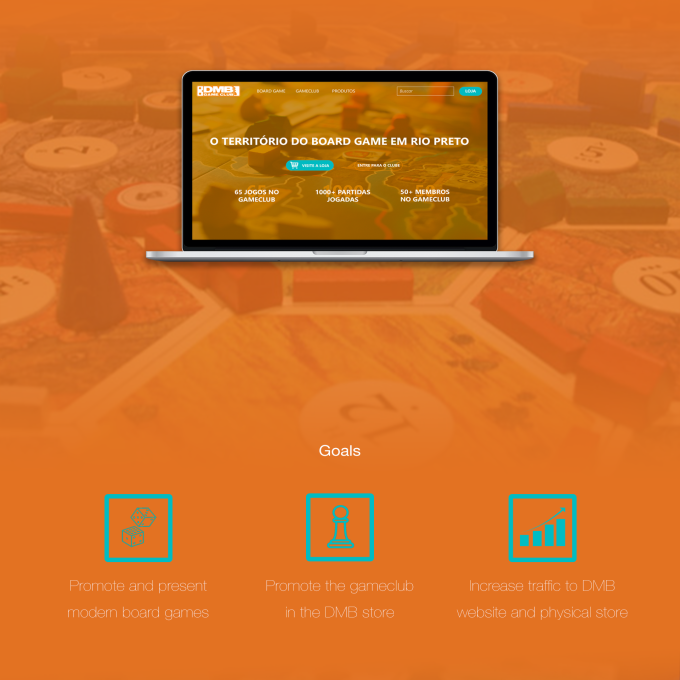 DMB
GAME CLUB
BOARD GAME GAMECLUB PRODUTOS Buscar LOJA
O TERRITÓRIO DO BOARD GAME EM RIO PRETO
VISITE A LOJA ENTRE PARA O CLUBE
65 JOGOS NO GAMECLUB
1000+ PARTIDAS JOGADAS
50+ MEMBROS NO GAMECLUB
Goals
Promote and present
modern board games
Promote the gameclub
in the DMB store
Increase traffic to DMB
website and physical store